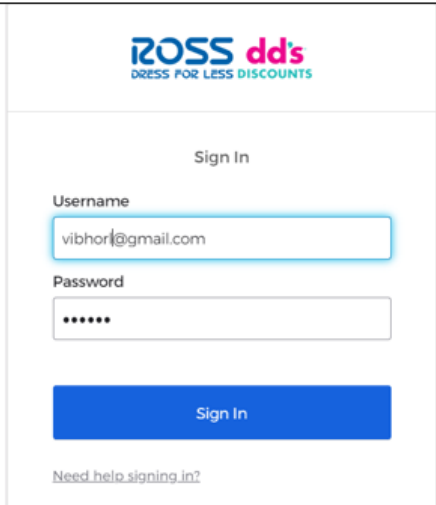 ROSS dd's
DRESS FOR LESS DISCOUNTS
Sign In
Username
vibhorl@gmail.com
Password
••••••
Sign In
Need help signing in?